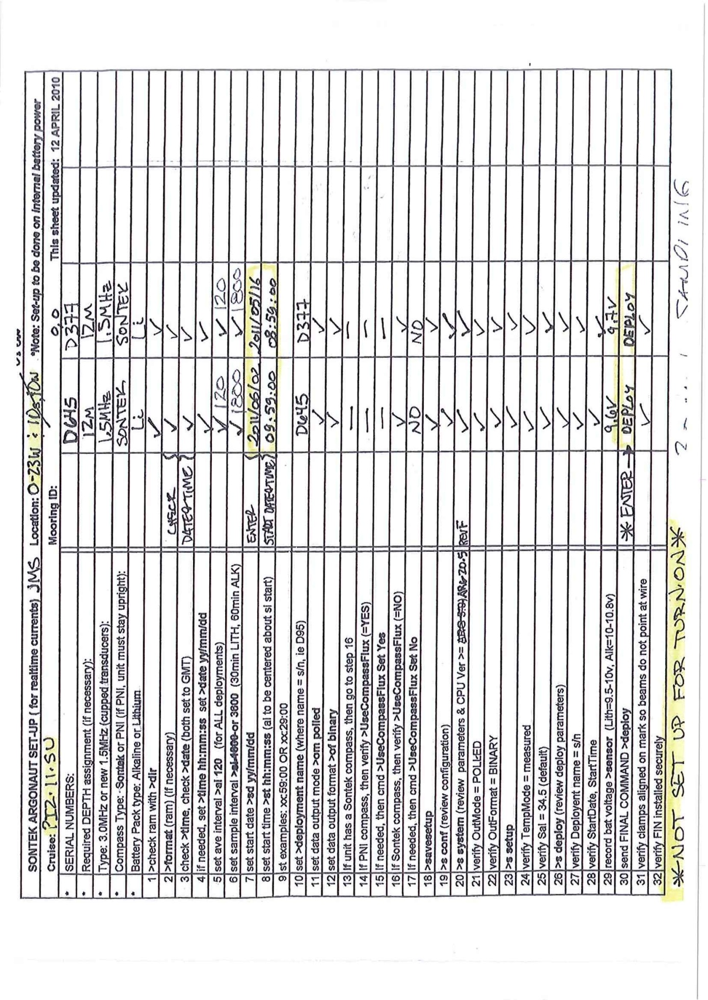 SONTEK ARGONAUT SET-UP ( for realtime currents) JMS Location: 0-23W *Note: Set-up to be done on internal battery power
Cruise: PI2-11-SU Mooring ID: 0,0 This sheet updated: 12 APRIL 2010
* SERIAL NUMBERS: D645 D377
* Required DEPTH assignment (if necessary): 12M 12M
* Type: 3.0MHz or new 1.5MHz (cupped transducers): 1.5MHz 1.5MHz
* Compass Type: Sontek or PNI (if PNI, unit must stay upright): SONTEK SONTEK
* Battery Pack type: Alkaline or Lithium Li Li
1 >check ram with >dir ✓ ✓
2 >format (ram) (if necessary) CHECK ✓ ✓
3 check >time, check >date (both set to GMT) DATE&TIME ✓ ✓
4 if needed, set >time hh:mm:ss set >date yy/mm/dd ✓ ✓
5 set ave interval >ai 120 (for ALL deployments) ✓ 120 ✓ 120
6 set sample interval >si 1800 or 3600 (30min LITH, 60min ALK) ✓ 1800 ✓ 1800
7 set start date >sd yy/mm/dd ENTER 2011/06/02 2011/05/16
8 set start time >st hh:mm:ss (ai to be centered about si start) START DATE&TIME 09:59:00 08:59:00
9 st examples: xx:59:00 OR xx:29:00
10 set >deployment name (where name = s/n, ie D95) D645 D377
11 set data output mode >om polled ✓ ✓
12 set data output format >of binary ✓ ✓
13 If unit has a Sontek compass, then go to step 16 — —
14 If PNI compass, then verify >UseCompassFlux (=YES) — —
15 If needed, then cmd >UseCompassFlux Set Yes — —
16 If Sontek compass, then verify >UseCompassFlux (=NO) ✓ ✓
17 If needed, then cmd >UseCompassFlux Set No NO NO
18 >savesetup ✓ ✓
19 >s conf (review configuration) ✓ ✓
20 >s system (review parameters & CPU Ver >= ARG 20.5 ✓ ✓
21 verify OutMode = POLLED ✓ ✓
22 verify OutFormat = BINARY ✓ ✓
23 >s setup ✓ ✓
24 verify TempMode = measured ✓ ✓
25 verify Sal = 34.5 (default) ✓ ✓
26 >s deploy (review deploy parameters) ✓ ✓
27 verify Deployent name = s/n ✓ ✓
28 verify StartDate, StartTime ✓ ✓
29 record bat voltage >sensor (Lith=9.5-10v, Alk=10-10.8v) 9.6V 9.7V
30 send FINAL COMMAND >deploy * ENTER → DEPLOY DEPLOY
31 verify clamps aligned on mark so beams do not point at wire ✓ ✓
32 verify FIN installed securely
*NOT SET UP FOR TURN-ON*